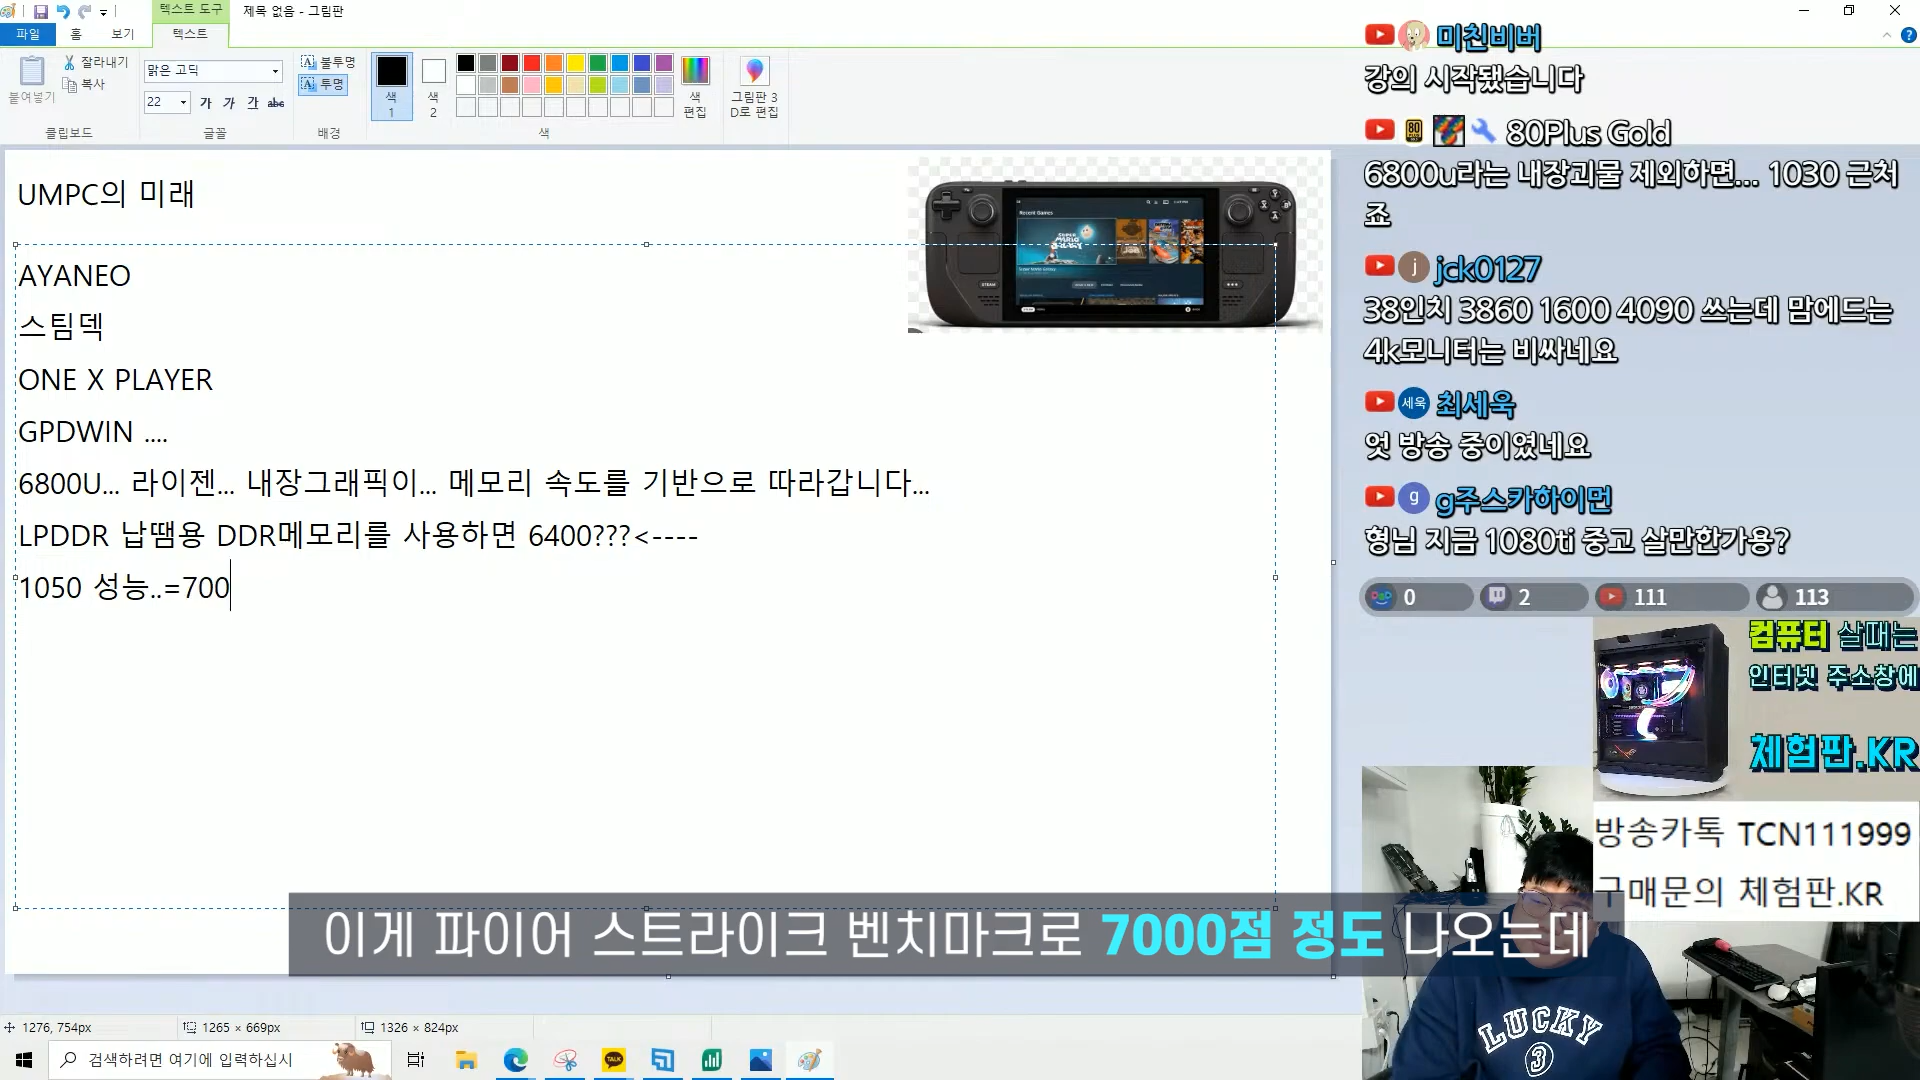 텍스트 도구
제목 없음 - 그림판
파일
홈
보기
텍스트
붙여넣기
잘라내기
복사
클립보드
맑은 고딕
22
가 가 가 abc
글꼴
불투명
투명
배경
색
1
색
2
색
편집
그림판 3
D로 편집
색
UMPC의 미래
AYANEO
스팀덱
ONE X PLAYER
GPDWIN ....
6800U... 라이젠... 내장그래픽이... 메모리 속도를 기반으로 따라갑니다...
LPDDR 납땜용 DDR메모리를 사용하면 6400???<----
1050 성능..=700
Recent Games
SUPER MARIO GALAXY
STEAM
미친비버
강의 시작됐습니다
80Plus Gold
6800u라는 내장괴물 제외하면... 1030 근처
죠
j jck0127
38인치 3860 1600 4090 쓰는데 맘에드는
4k모니터는 비싸네요
세욱 최세욱
엇 방송 중이였네요
g g주스카하이먼
형님 지금 1080ti 중고 살만한가용?
0 2 111 113
컴퓨터 살때는
인터넷 주소창에
체험판.KR
방송카톡 TCN111999
구매문의 체험판.KR
LUCKY
3
이게 파이어 스트라이크 벤치마크로 7000점 정도 나오는데
1276, 754px
1265 × 669px
1326 × 824px
검색하려면 여기에 입력하십시
TALK